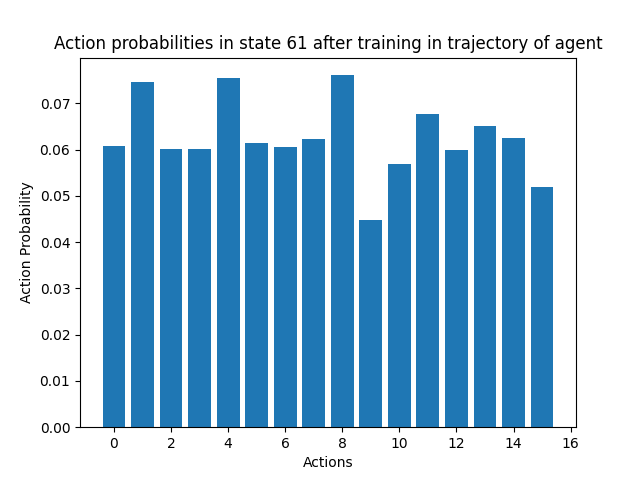 Action probabilities in state 61 after training in trajectory of agent
Action Probability
0.07
0.06
0.05
0.04
0.03
0.02
0.01
0.00
0 2 4 6 8 10 12 14 16
Actions